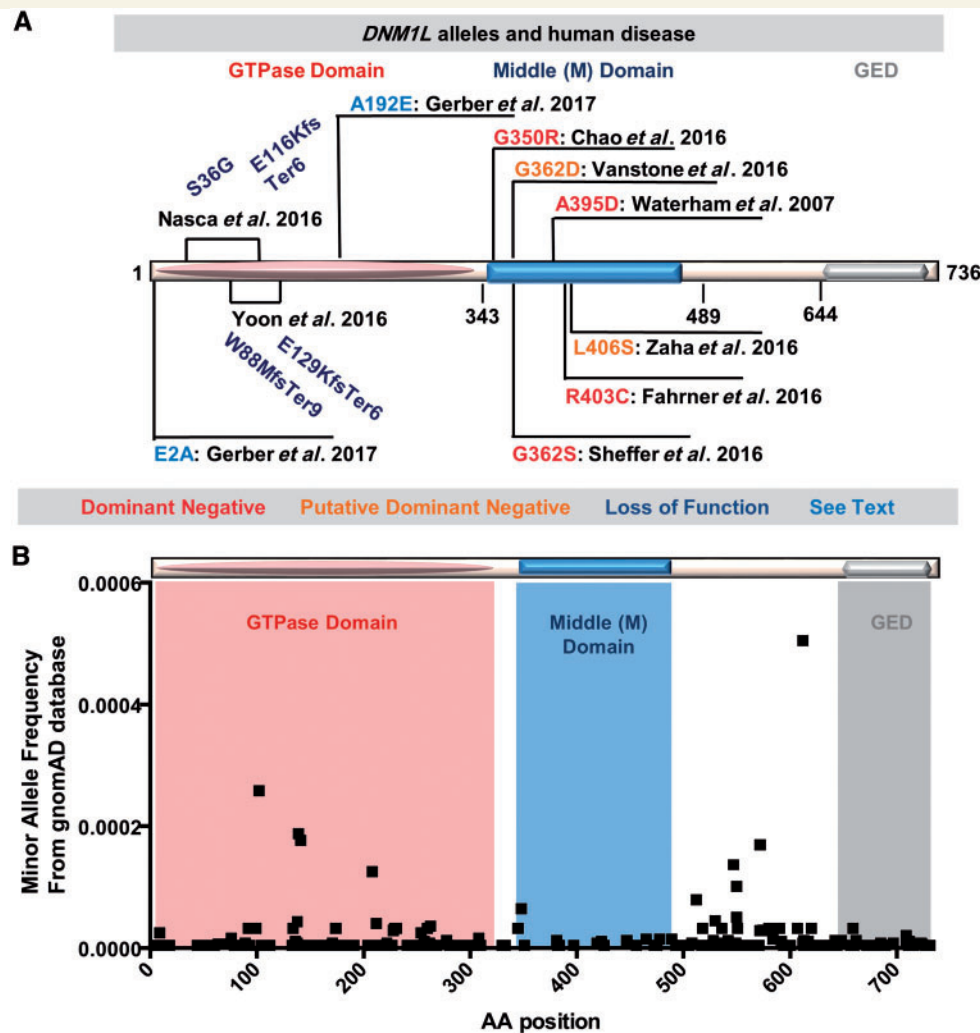 A
DNM1L alleles and human disease
GTPase Domain Middle (M) Domain GED
A192E: Gerber et al. 2017
G350R: Chao et al. 2016
S36G
E116Kfs
Ter6
G362D: Vanstone et al. 2016
A395D: Waterham et al. 2007
Nasca et al. 2016
1 736
343 489 644
Yoon et al. 2016
W88MfsTer9
E129KfsTer6
L406S: Zaha et al. 2016
R403C: Fahrner et al. 2016
E2A: Gerber et al. 2017
G362S: Sheffer et al. 2016
Dominant Negative Putative Dominant Negative Loss of Function See Text
B
GTPase Domain
Middle (M)
Domain
GED
Minor Allele Frequency
From gnomAD database
0.0006
0.0004
0.0002
0.0000
0 100 200 300 400 500 600 700
AA position